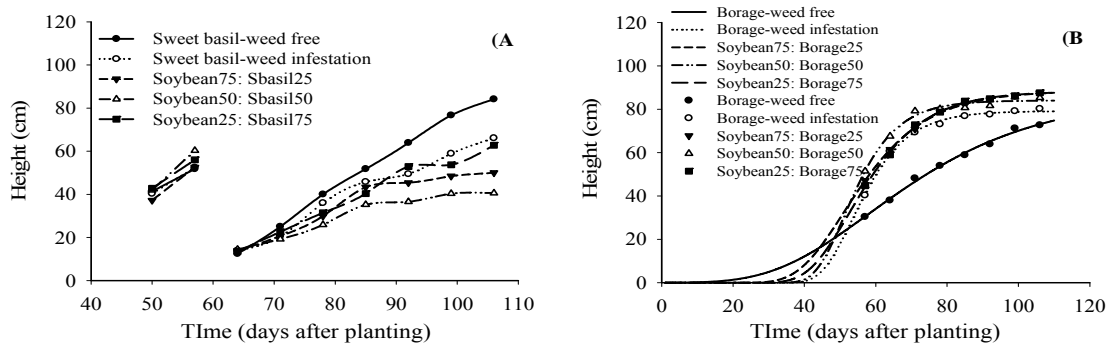 120
100
80
60
40
20
0
Height (cm)
Sweet basil-weed free
Sweet basil-weed infestation
Soybean75: Sbasil25
Soybean50: Sbasil50
Soybean25: Sbasil75
(A
40 50 60 70 80 90 100 110
TIme (days after planting)
120
100
80
60
40
20
0
Height (cm)
Borage-weed free
Borage-weed infestation
Soybean75: Borage25
Soybean50: Borage50
Soybean25: Borage75
Borage-weed free
Borage-weed infestation
Soybean75: Borage25
Soybean50: Borage50
Soybean25: Borage75
(B
0 20 40 60 80 100 120
TIme (days after planting)